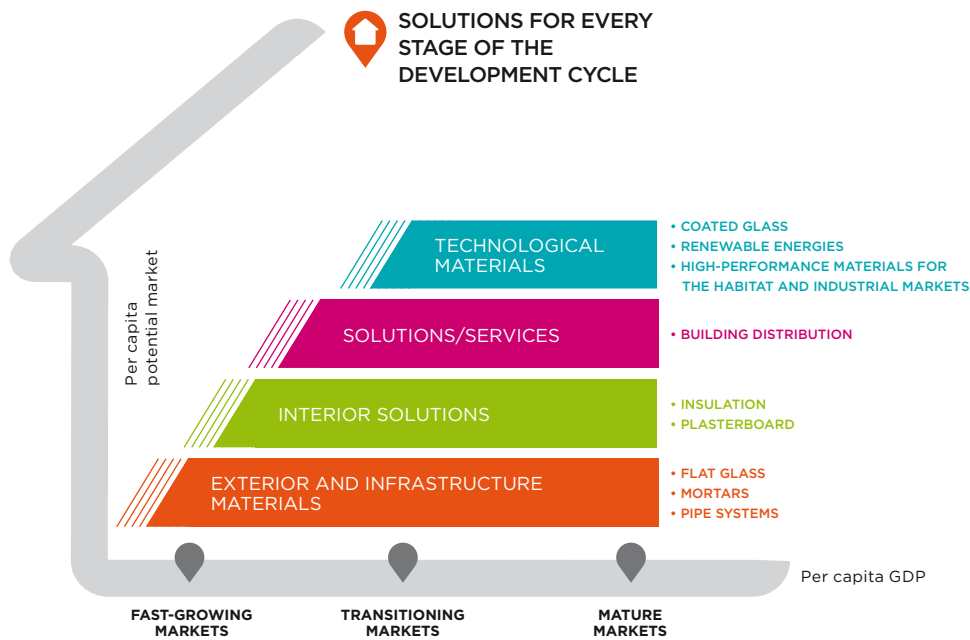 SOLUTIONS FOR EVERY
STAGE OF THE
DEVELOPMENT CYCLE
Per capita
potential market
TECHNOLOGICAL
MATERIALS
• COATED GLASS
• RENEWABLE ENERGIES
• HIGH-PERFORMANCE MATERIALS FOR
THE HABITAT AND INDUSTRIAL MARKETS
SOLUTIONS/SERVICES
• BUILDING DISTRIBUTION
INTERIOR SOLUTIONS
• INSULATION
• PLASTERBOARD
EXTERIOR AND INFRASTRUCTURE
MATERIALS
• FLAT GLASS
• MORTARS
• PIPE SYSTEMS
Per capita GDP
FAST-GROWING
MARKETS
TRANSITIONING
MARKETS
MATURE
MARKETS